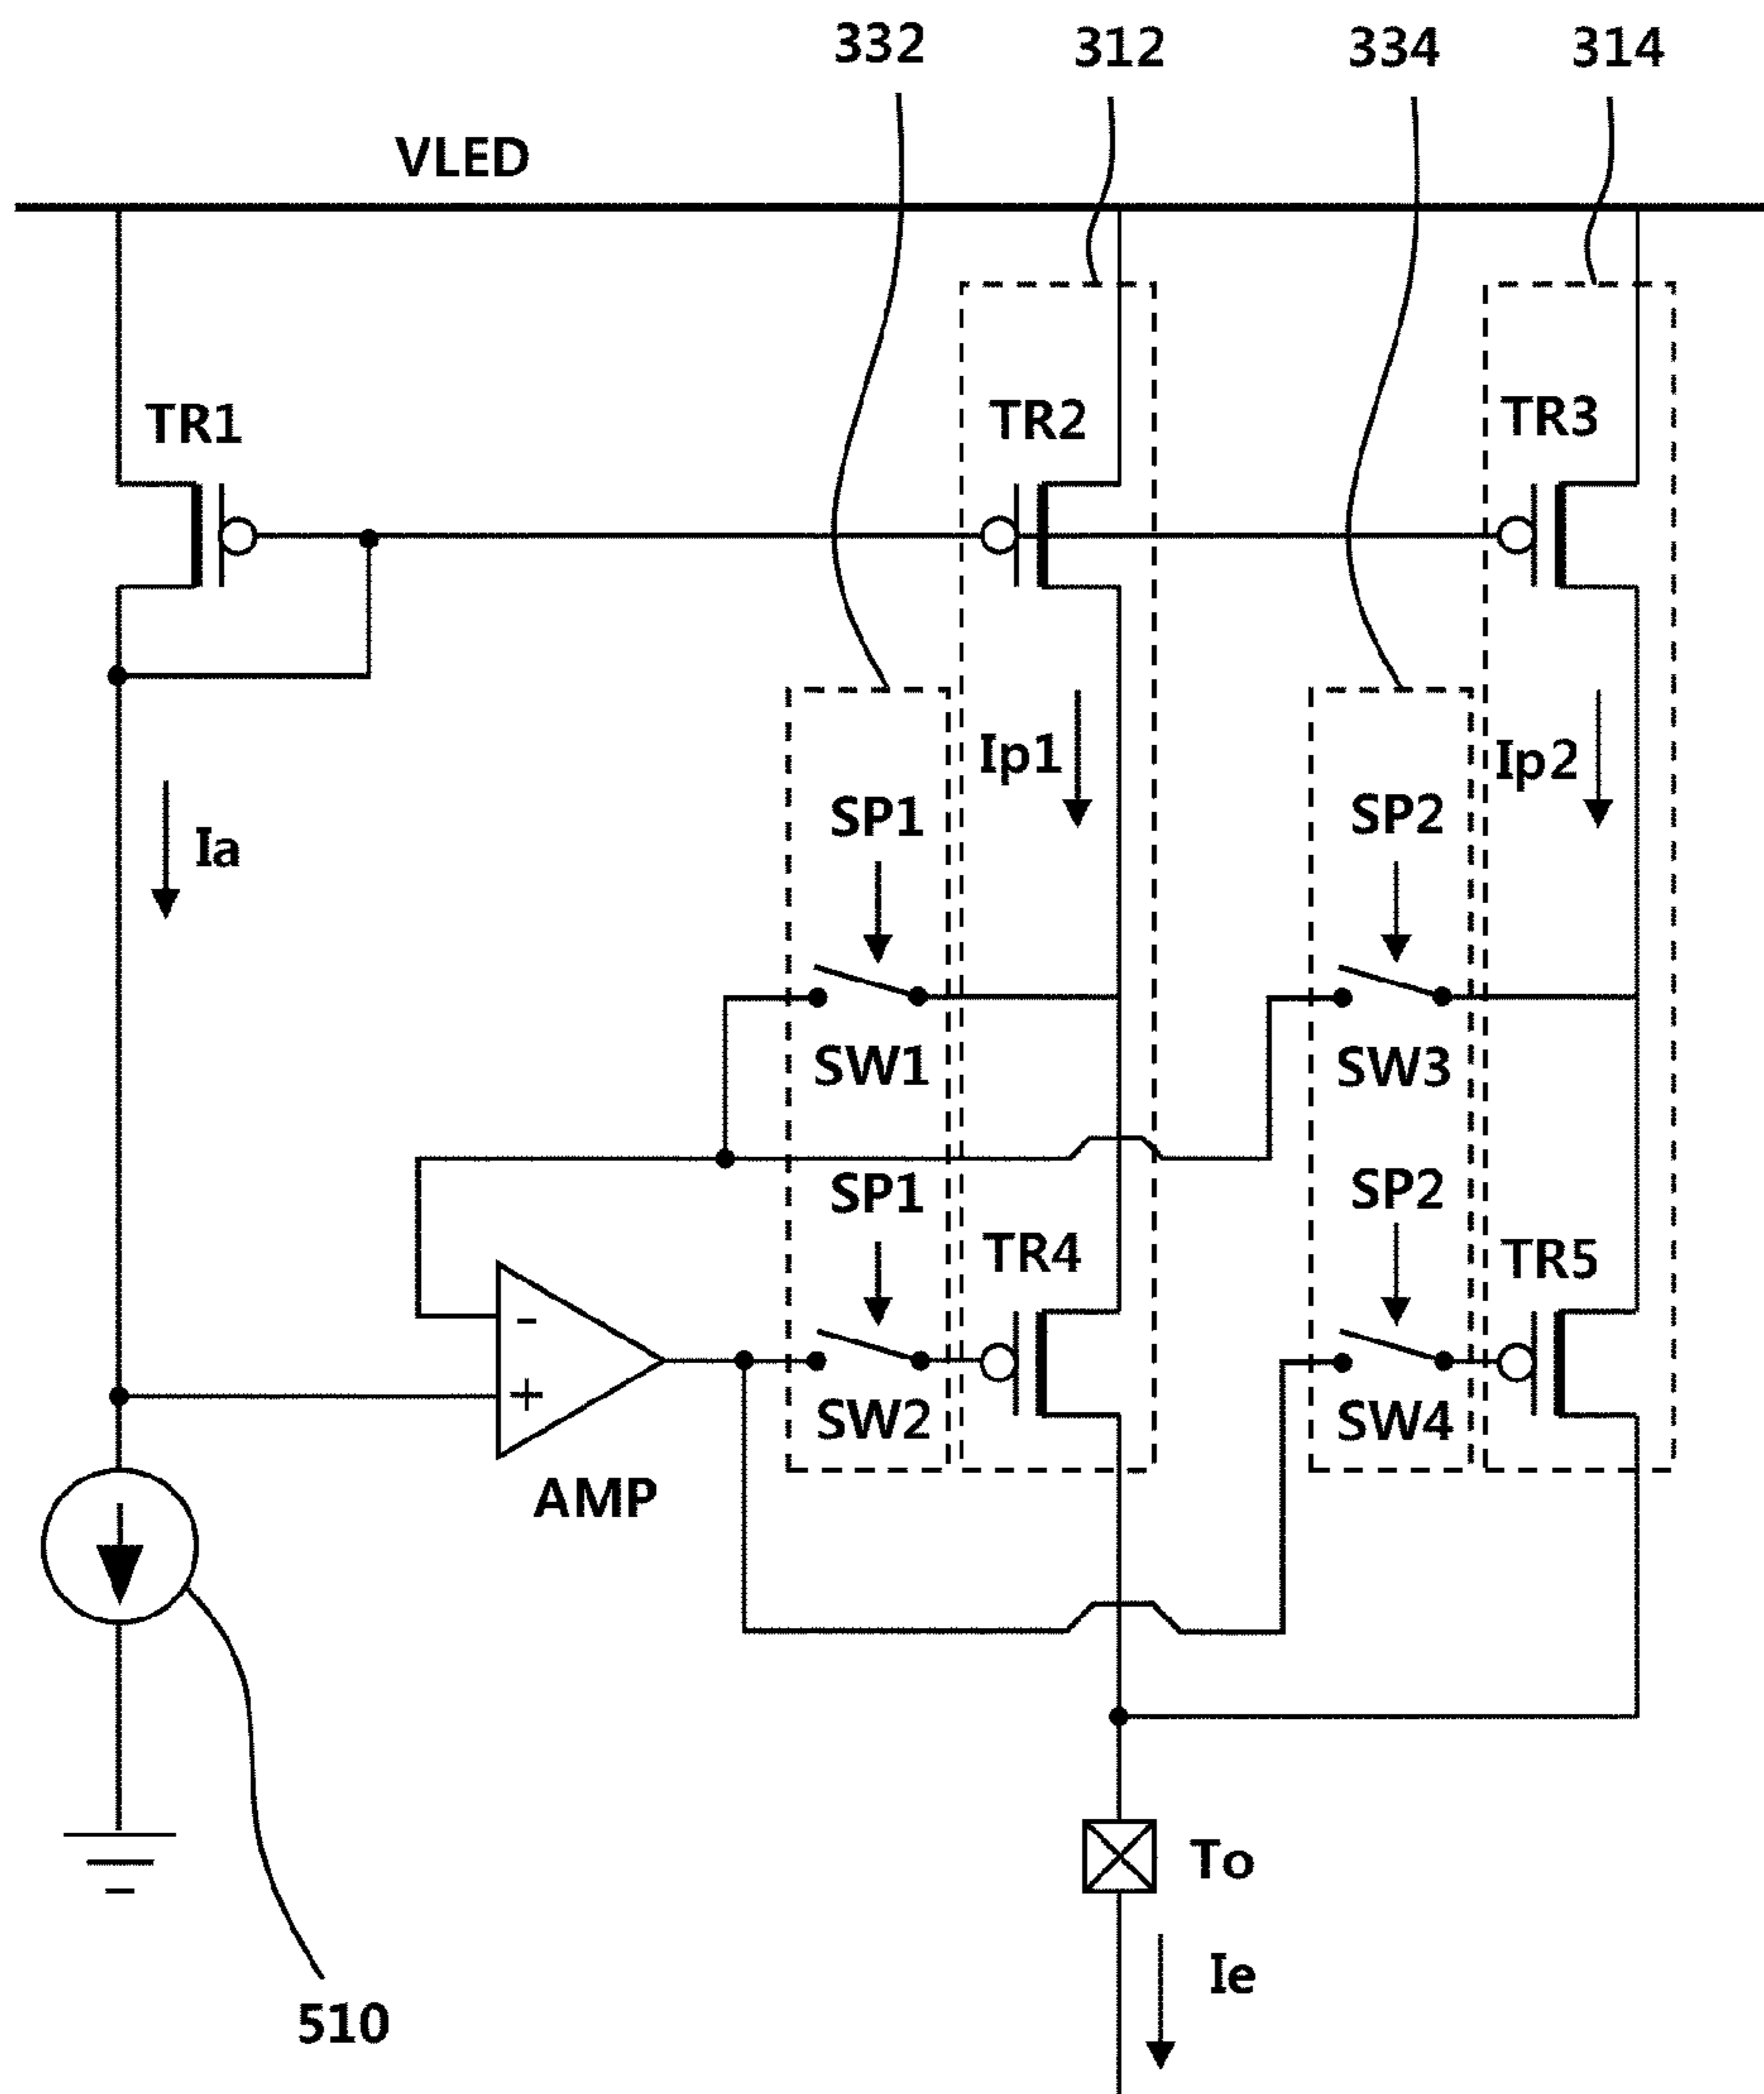 332
312
334
314
VLED
TR1
TR2
TR3
Ip1
Ip2
SP1
SP2
Ia
SW1
SW3
SP1
SP2
TR4
TR5
-
+
SW2
SW4
AMP
To
Ie
510